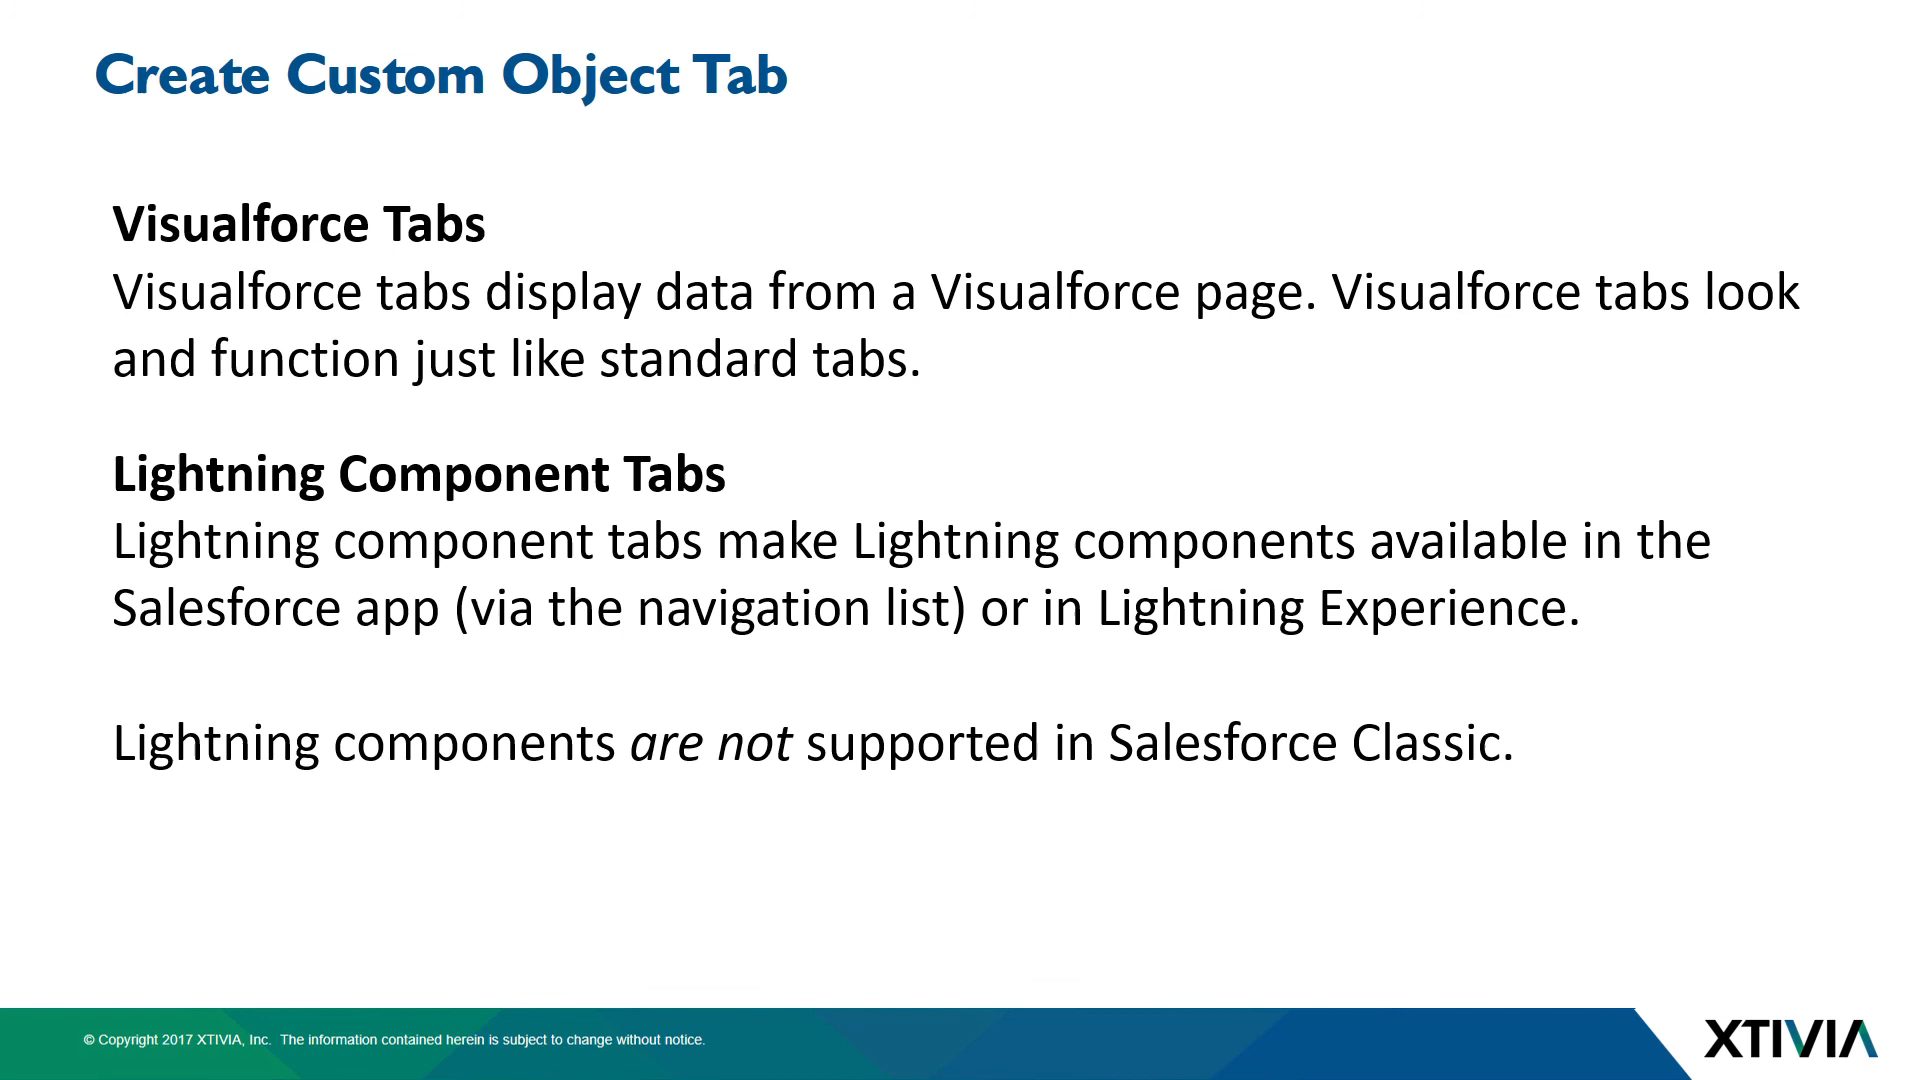 Create Custom Object Tab
Visualforce Tabs
Visualforce tabs display data from a Visualforce page. Visualforce tabs look
and function just like standard tabs.
Lightning Component Tabs
Lightning component tabs make Lightning components available in the
Salesforce app (via the navigation list) or in Lightning Experience.
Lightning components are not supported in Salesforce Classic.
© Copyright 2017 XTIVIA, Inc. The information contained herein is subject to change without notice.
XTIVIA